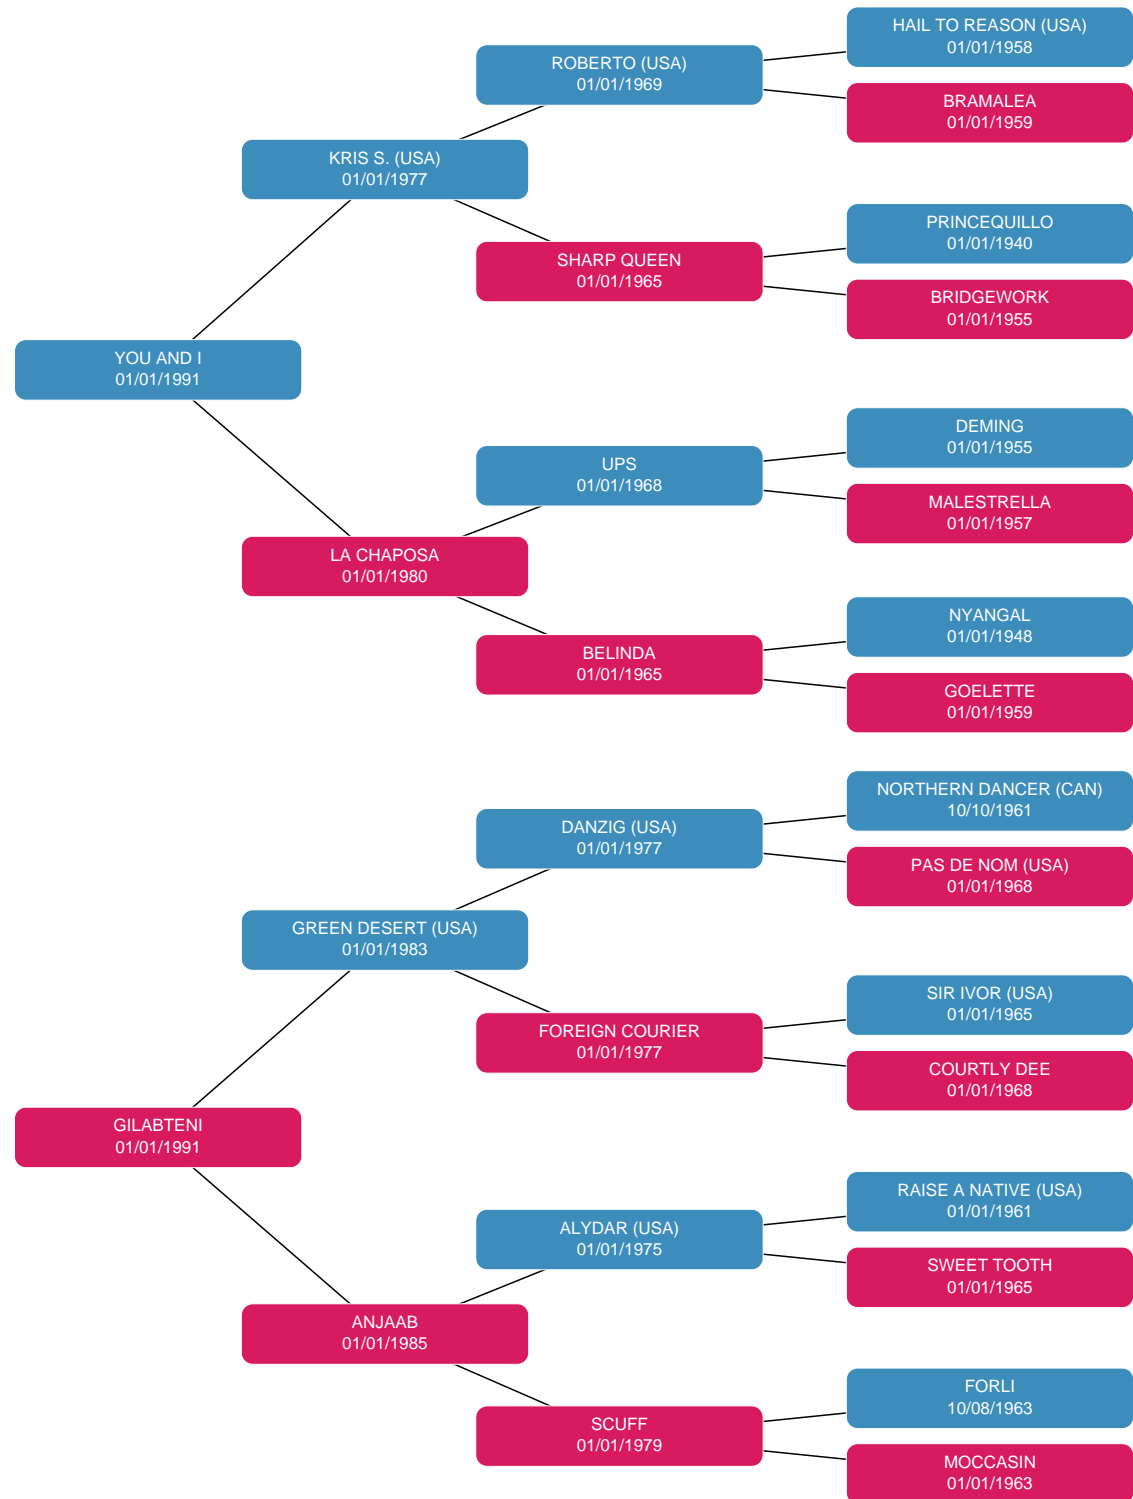 HAIL TO REASON (USA)
01/01/1958
ROBERTO (USA)
01/01/1969
BRAMALEA
01/01/1959
KRIS S. (USA)
01/01/1977
PRINCEQUILLO
01/01/1940
SHARP QUEEN
01/01/1965
BRIDGEWORK
01/01/1955
YOU AND I
01/01/1991
DEMING
01/01/1955
UPS
01/01/1968
MALESTRELLA
01/01/1957
LA CHAPOSA
01/01/1980
NYANGAL
01/01/1948
BELINDA
01/01/1965
GOELETTE
01/01/1959
NORTHERN DANCER (CAN)
10/10/1961
DANZIG (USA)
01/01/1977
PAS DE NOM (USA)
01/01/1968
GREEN DESERT (USA)
01/01/1983
SIR IVOR (USA)
01/01/1965
FOREIGN COURIER
01/01/1977
COURTLY DEE
01/01/1968
GILABTENI
01/01/1991
RAISE A NATIVE (USA)
01/01/1961
ALYDAR (USA)
01/01/1975
SWEET TOOTH
01/01/1965
ANJAAB
01/01/1985
FORLI
10/08/1963
SCUFF
01/01/1979
MOCCASIN
01/01/1963